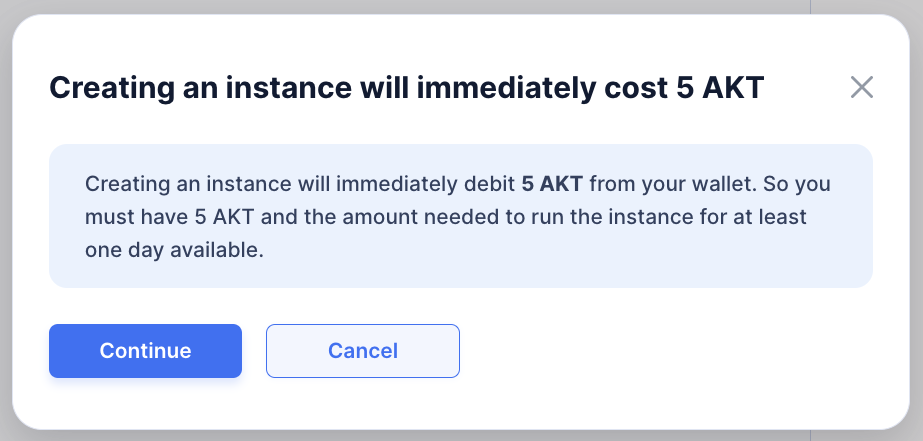 Creating an instance will immediately cost 5 AKT
Creating an instance will immediately debit 5 AKT from your wallet. So you
must have 5 AKT and the amount needed to run the instance for at least
one day available.
Continue
Cancel